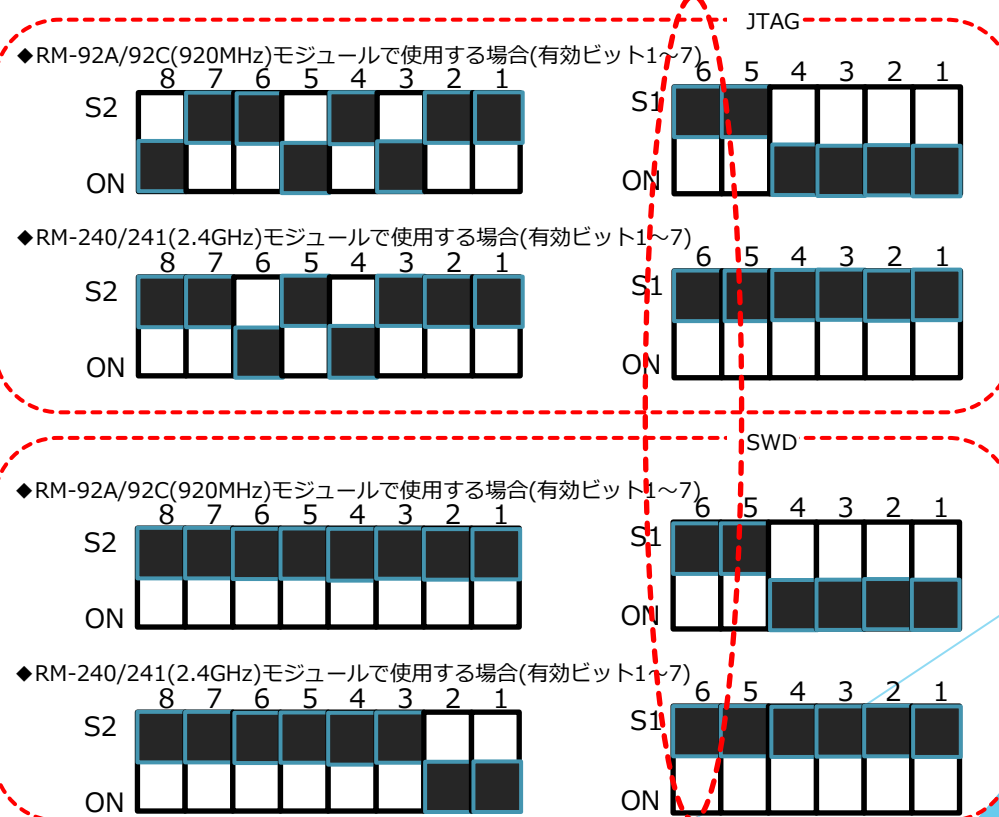 JTAG
◆RM-92A/92C(920MHz)モジュールで使用する場合(有効ビット1～7)
8 7 6 5 4 3 2 1
6 5 4 3 2 1
S2
S1
ON
ON
◆RM-240/241(2.4GHz)モジュールで使用する場合(有効ビット1～7)
8 7 6 5 4 3 2 1
6 5 4 3 2 1
S2
S1
ON
ON
SWD
◆RM-92A/92C(920MHz)モジュールで使用する場合(有効ビット1～7)
8 7 6 5 4 3 2 1
6 5 4 3 2 1
S2
S1
ON
ON
◆RM-240/241(2.4GHz)モジュールで使用する場合(有効ビット1～7)
8 7 6 5 4 3 2 1
6 5 4 3 2 1
S2
S1
ON
ON